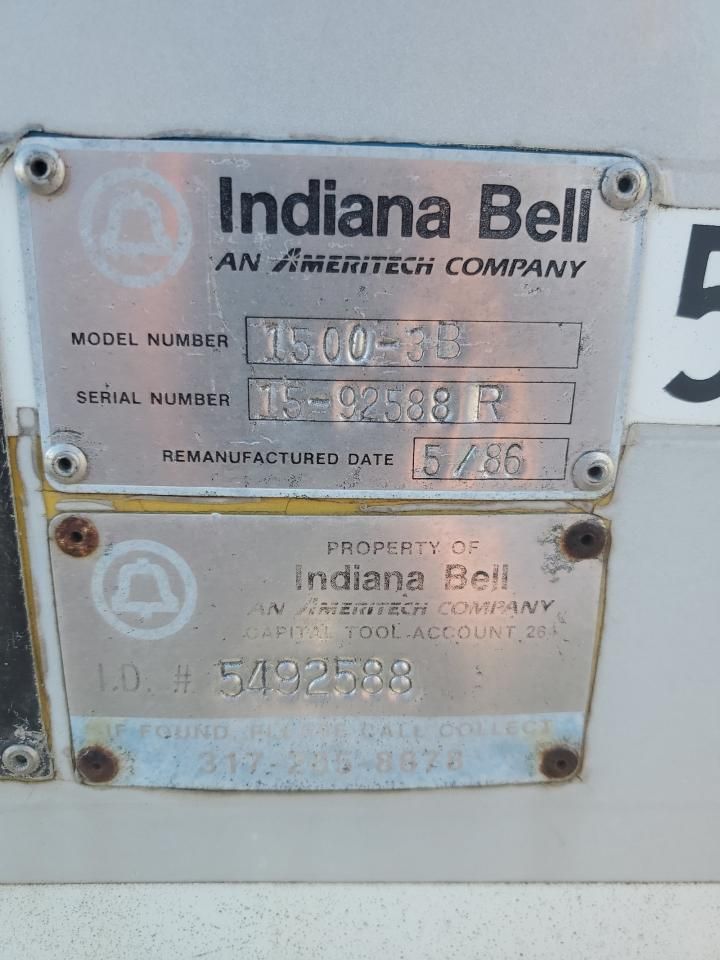 Indiana Bell
AN AMERITECH COMPANY
5
MODEL NUMBER 1500-3B
SERIAL NUMBER 15-92588 R
REMANUFACTURED DATE 5/86
PROPERTY OF
Indiana Bell
AN AMERITECH COMPANY
CAPITAL TOOL ACCOUNT
I.D. # 5492588
IF FOUND, PLEASE CALL COLLECT